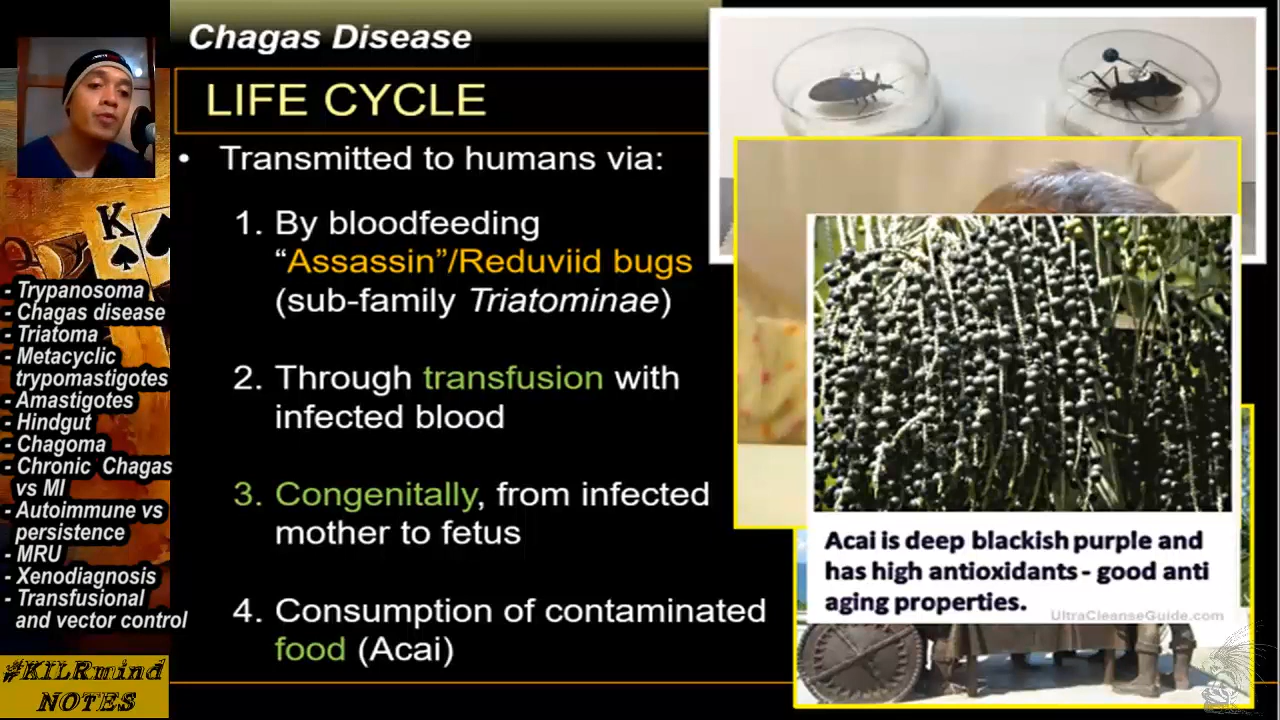 Chagas Disease
LIFE CYCLE
• Transmitted to humans via:
1. By bloodfeeding
“Assassin”/Reduviid bugs
(sub-family Triatominae)
2. Through transfusion with
infected blood
3. Congenitally, from infected
mother to fetus
4. Consumption of contaminated
food (Acai)
K
- Trypanosoma
- Chagas disease
- Triatoma
- Metacyclic
trypomastigotes
- Amastigotes
- Hindgut
- Chagoma
- Chronic Chagas
vs MI
- Autoimmune vs
persistence
- MRU
- Xenodiagnosis
- Transfusional
and vector control
#KILRmind
NOTES
Acai is deep blackish purple and
has high antioxidants - good anti
aging properties.
UltraCleanseGuide.com